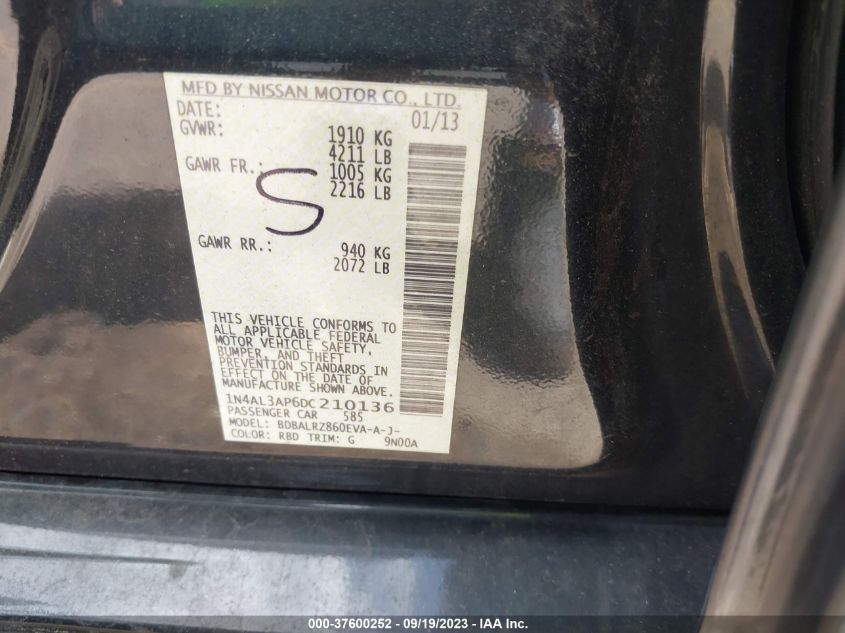 MFD BY NISSAN MOTOR CO., LTD.
DATE: 01/13
GVWR: 1910 KG
4211 LB
GAWR FR.: 1005 KG
2216 LB
S
GAWR RR.: 940 KG
2072 LB
THIS VEHICLE CONFORMS TO
ALL APPLICABLE FEDERAL
MOTOR VEHICLE SAFETY,
BUMPER, AND THEFT
PREVENTION STANDARDS IN
EFFECT ON THE DATE OF
MANUFACTURE SHOWN ABOVE.
1N4AL3AP6DC210136
PASSENGER CAR 585
MODEL: BDBALRZ860EVA-A-J-
COLOR: RBD TRIM: G 9N00A
000-37600252 - 09/19/2023 - IAA Inc.